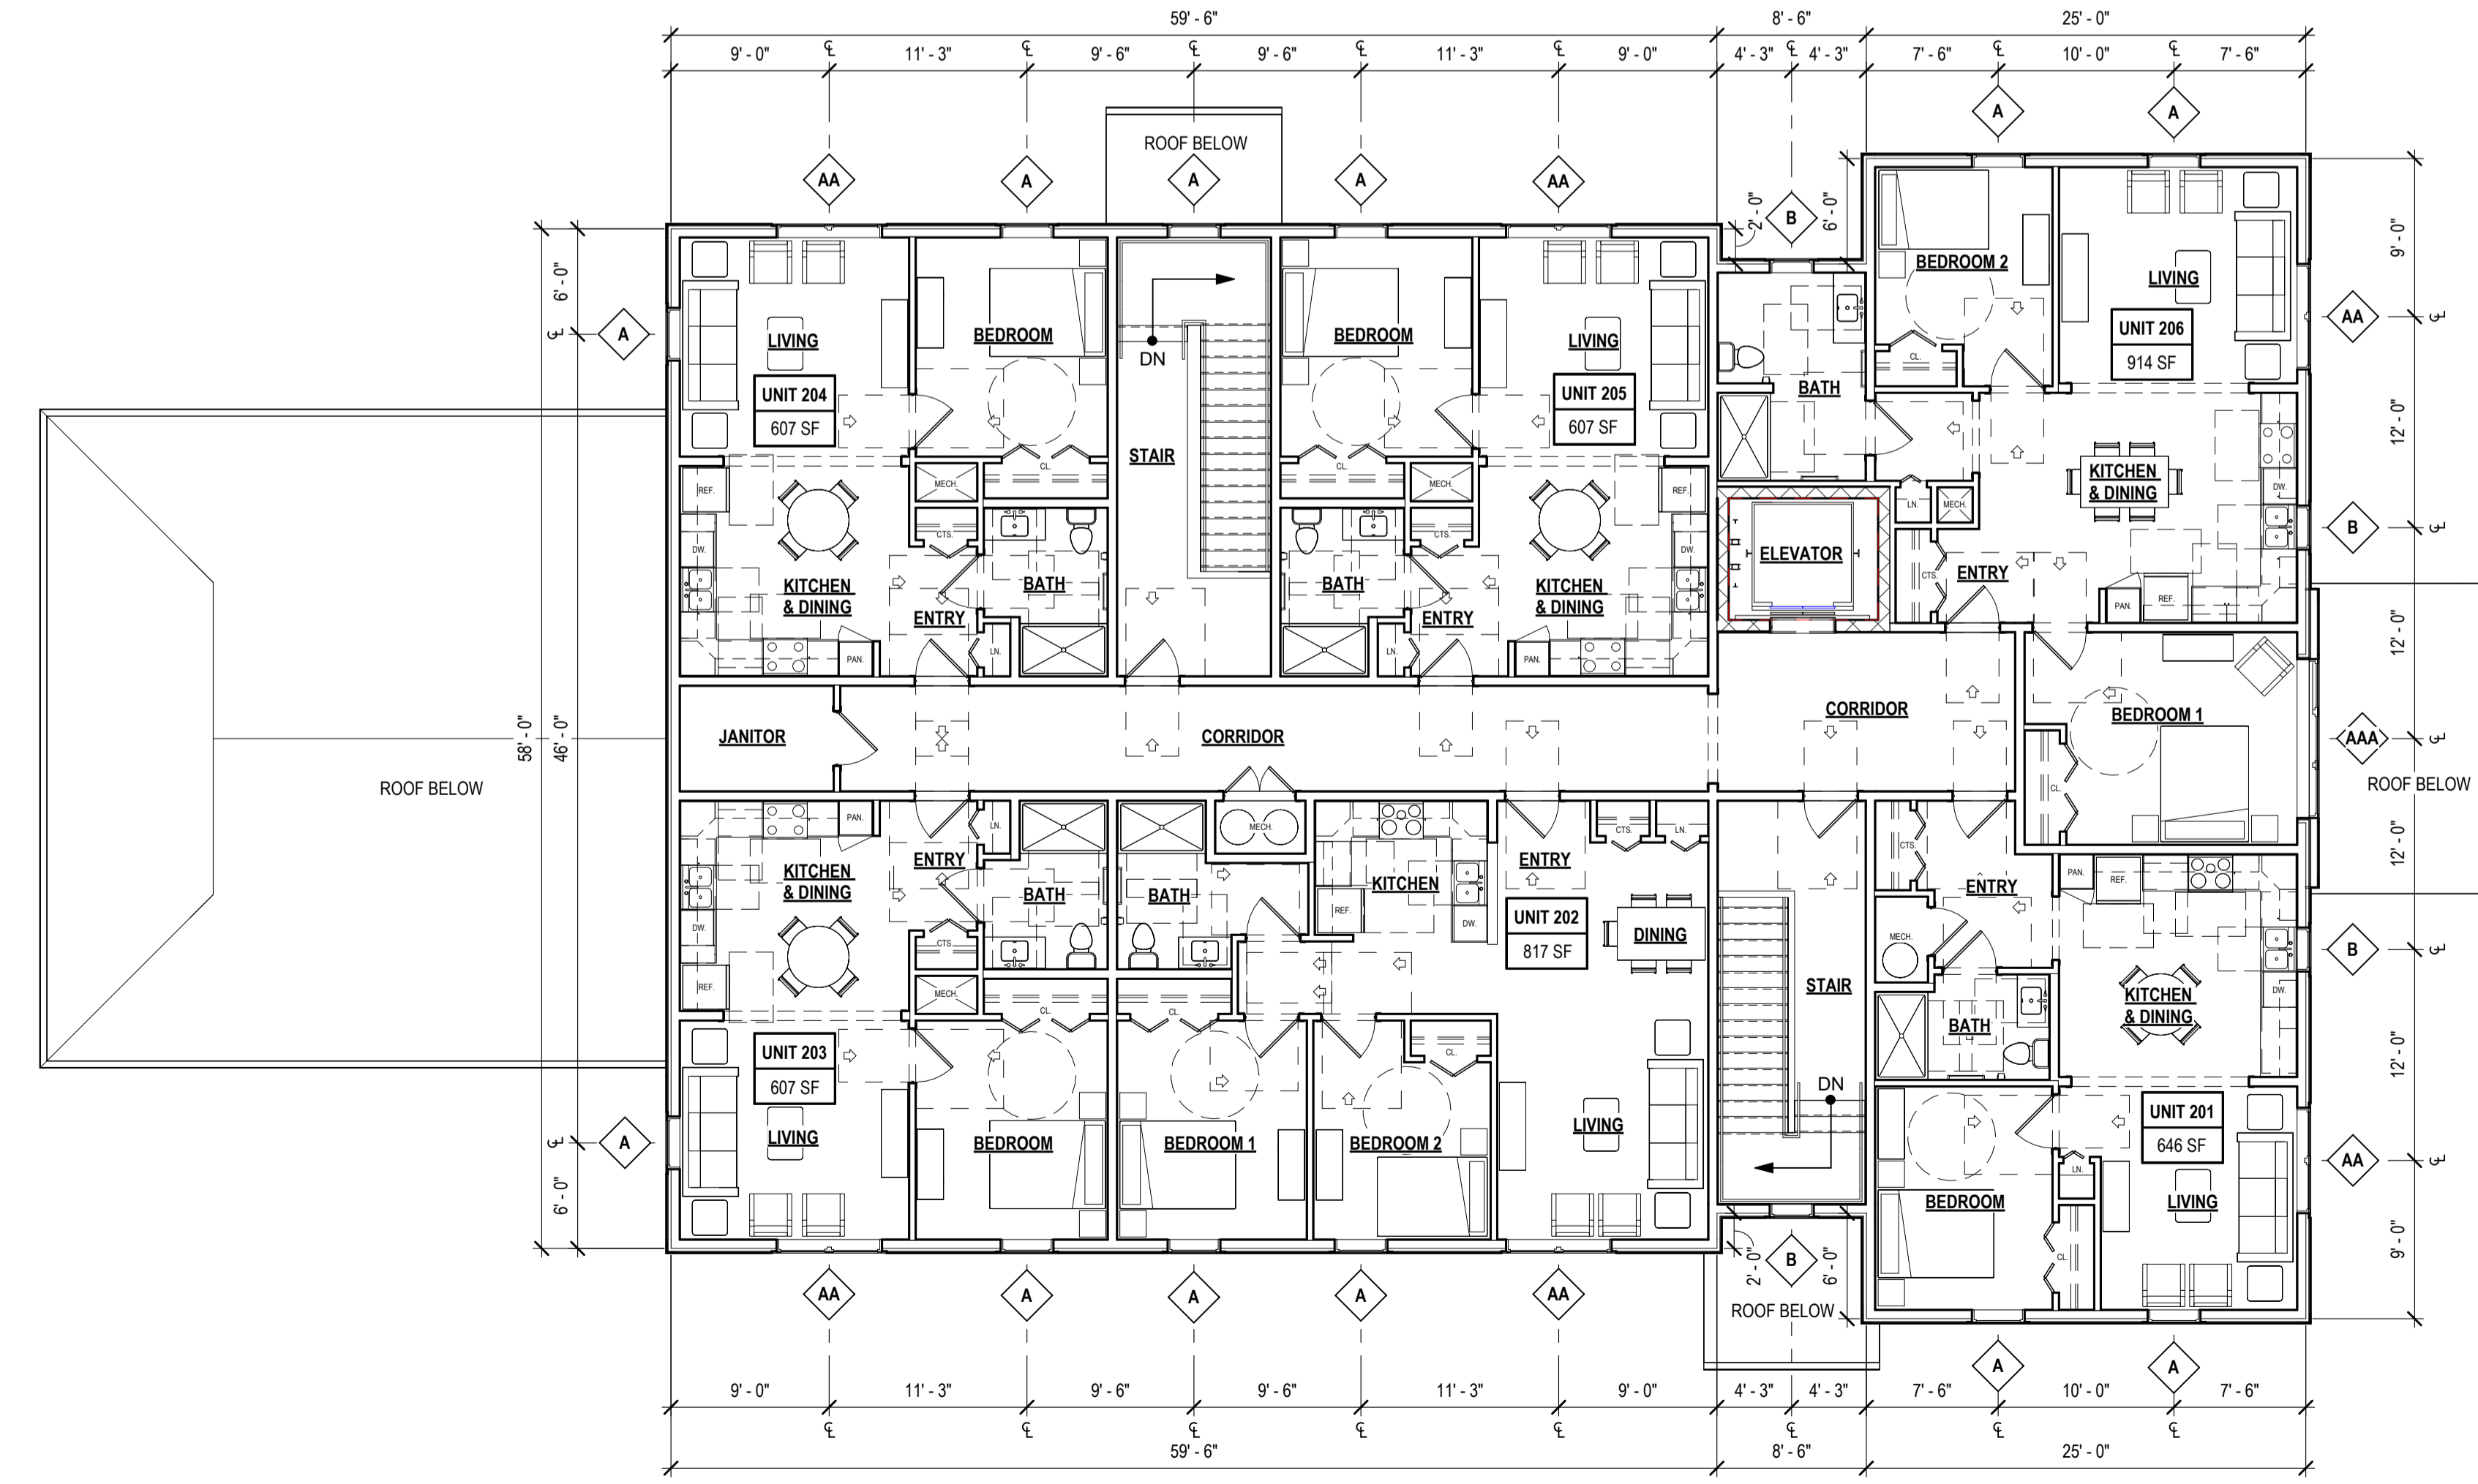 59' - 6"
8' - 6"
25' - 0"
9' - 0"
℄
11' - 3"
℄
9' - 6"
℄
9' - 6"
℄
11' - 3"
℄
9' - 0"
4' - 3"
℄
4' - 3"
7' - 6"
℄
10' - 0"
℄
7' - 6"
A
A
ROOF BELOW
AA
A
A
A
AA
B
2' - 0"
6' - 0"
9' - 0"
6' - 0"
℄
A
LIVING
UNIT 204
607 SF
BEDROOM
DN
STAIR
BEDROOM
LIVING
UNIT 205
607 SF
BATH
BEDROOM 2
CL.
LIVING
UNIT 206
914 SF
AA
℄
12' - 0"
REF.
MECH.
CL.
CL.
MECH.
REF.
KITCHEN
& DINING
DW.
LN.
MECH.
B
℄
CTS.
CTS.
DW.
DW.
KITCHEN
& DINING
ENTRY
BATH
BATH
ENTRY
KITCHEN
& DINING
ELEVATOR
CTS.
ENTRY
PAN.
REF.
PAN.
LN.
LN.
PAN.
12' - 0"
58' - 0"
46' - 0"
ROOF BELOW
JANITOR
CORRIDOR
CORRIDOR
BEDROOM 1
CL.
AAA
℄
ROOF BELOW
PAN.
LN.
MECH.
CTS.
LN.
CTS.
12' - 0"
KITCHEN
& DINING
ENTRY
BATH
BATH
KITCHEN
REF.
DW.
ENTRY
UNIT 202
817 SF
DINING
ENTRY
PAN.
REF.
MECH.
B
℄
DW.
CTS.
REF.
MECH.
CL.
CL.
STAIR
DW.
KITCHEN
& DINING
BATH
UNIT 203
607 SF
LIVING
BEDROOM
BEDROOM 1
BEDROOM 2
CL.
LIVING
DN
12' - 0"
UNIT 201
646 SF
LN.
BEDROOM
LIVING
CL.
AA
℄
℄
A
6' - 0"
2' - 0"
B
6' - 0"
9' - 0"
ROOF BELOW
AA
A
A
A
AA
A
A
9' - 0"
℄
11' - 3"
℄
9' - 6"
℄
9' - 6"
℄
11' - 3"
℄
9' - 0"
4' - 3"
℄
4' - 3"
7' - 6"
℄
10' - 0"
℄
7' - 6"
59' - 6"
8' - 6"
25' - 0"